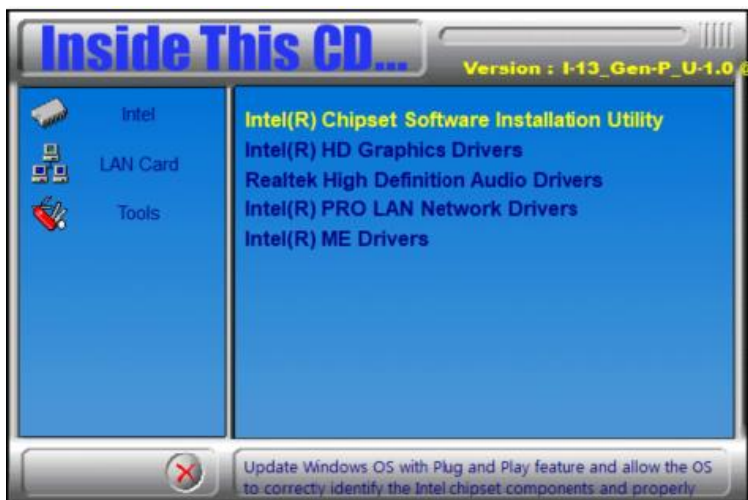 Inside This CD...
Version : I-13_Gen-P_U-1.0
Intel
LAN Card
Tools
Intel(R) Chipset Software Installation Utility
Intel(R) HD Graphics Drivers
Realtek High Definition Audio Drivers
Intel(R) PRO LAN Network Drivers
Intel(R) ME Drivers
Update Windows OS with Plug and Play feature and allow the OS
to correctly identify the Intel chipset components and properly